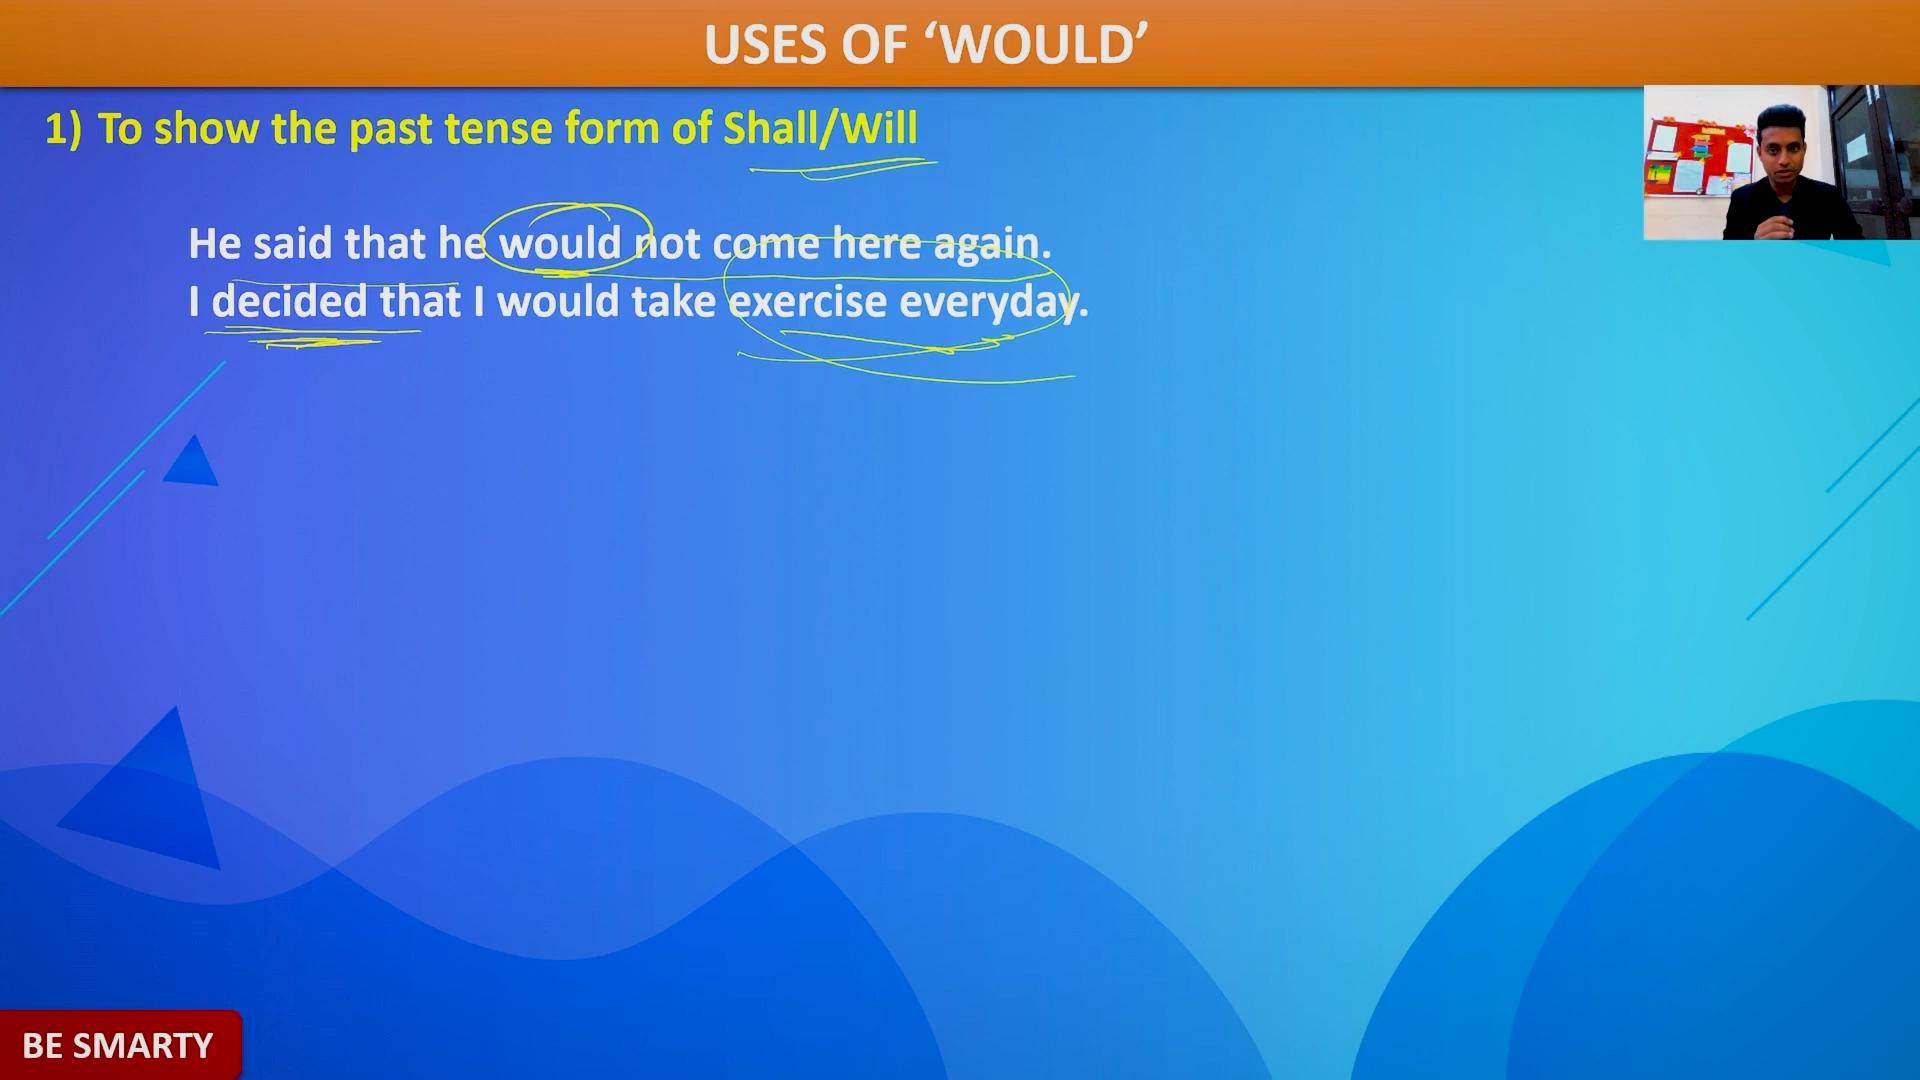 USES OF ‘WOULD’
1) To show the past tense form of Shall/Will
He said that he would not come here again.
I decided that I would take exercise everyday.
BE SMARTY